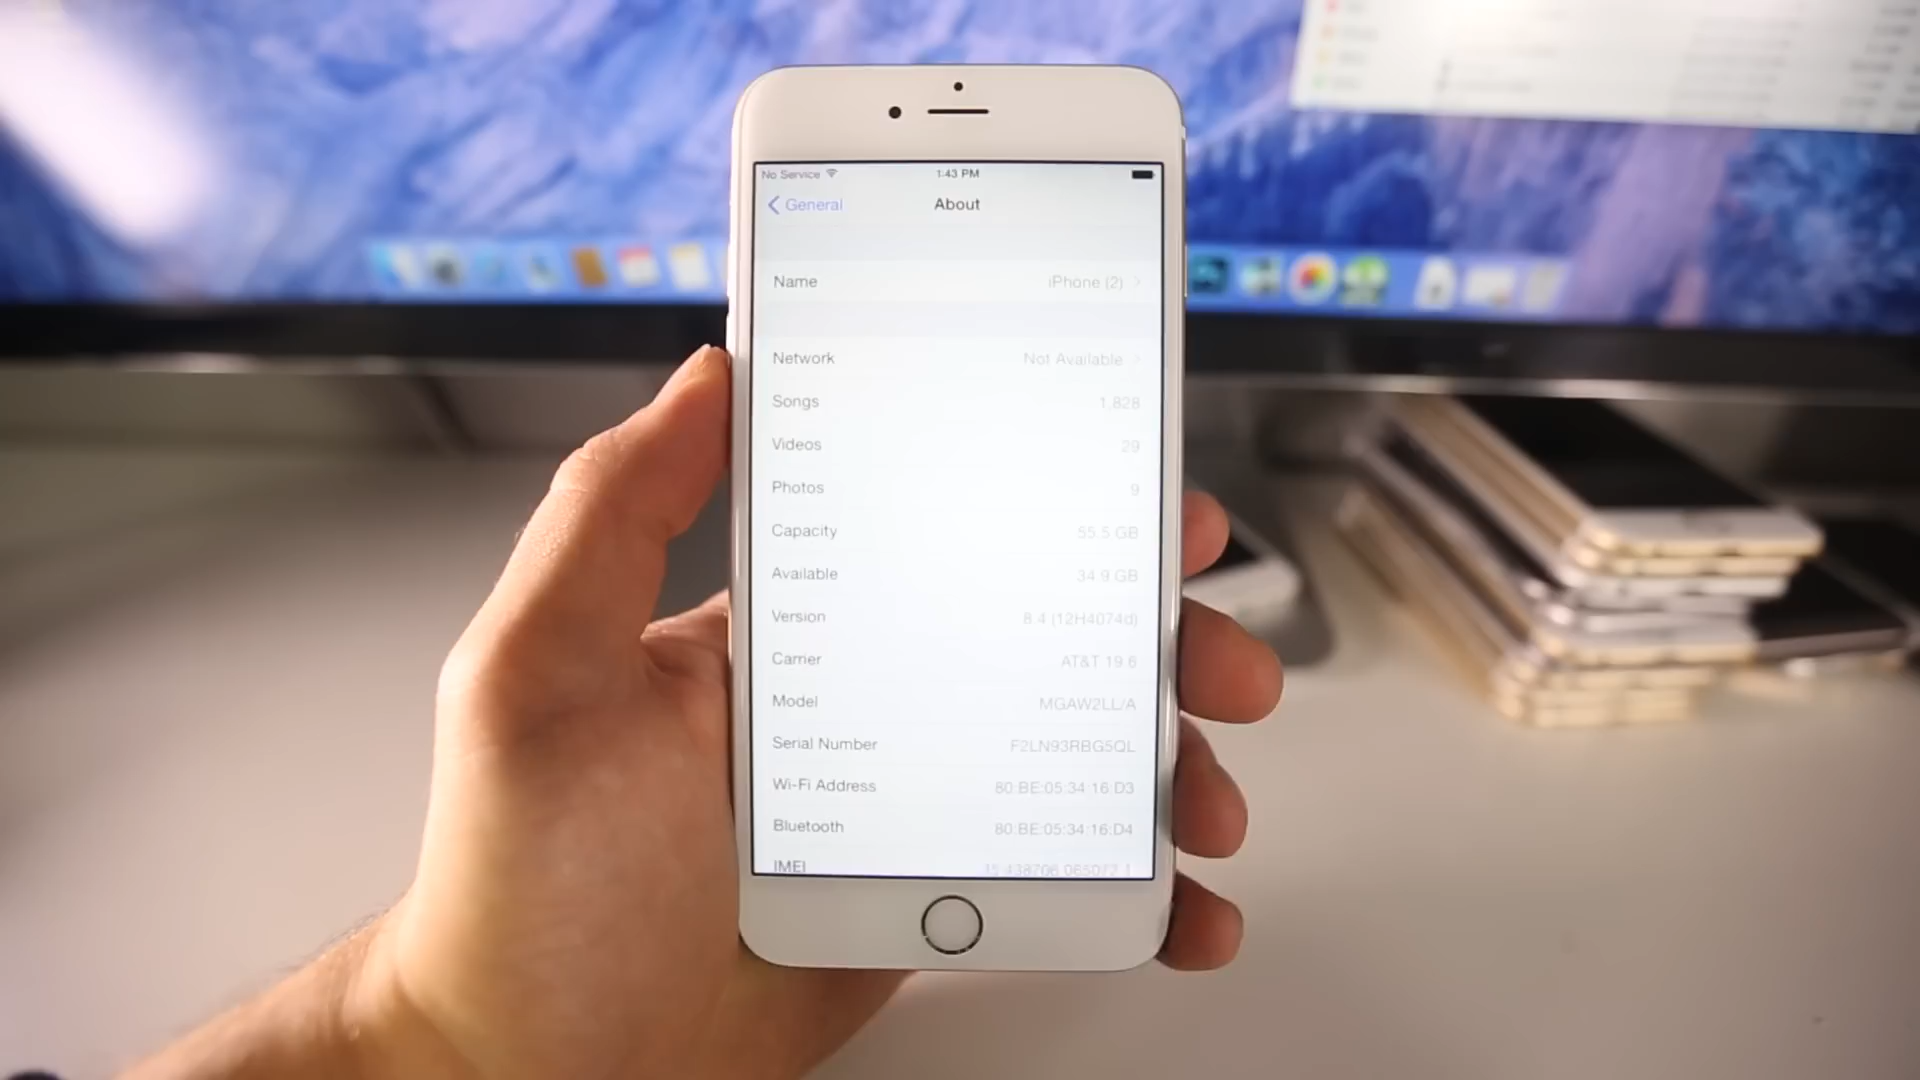 No Service 1:43 PM
General About
Name iPhone (2)
Network Not Available
Songs 1,828
Videos 29
Photos 9
Capacity 55.5 GB
Available 34.9 GB
Version 8.4 (12H4074d)
Carrier AT&T 19.6
Model MGAW2LL/A
Serial Number F2LN93RBG5QL
Wi-Fi Address 80:BE:05:34:16:D3
Bluetooth 80:BE:05:34:16:D4
IMEI